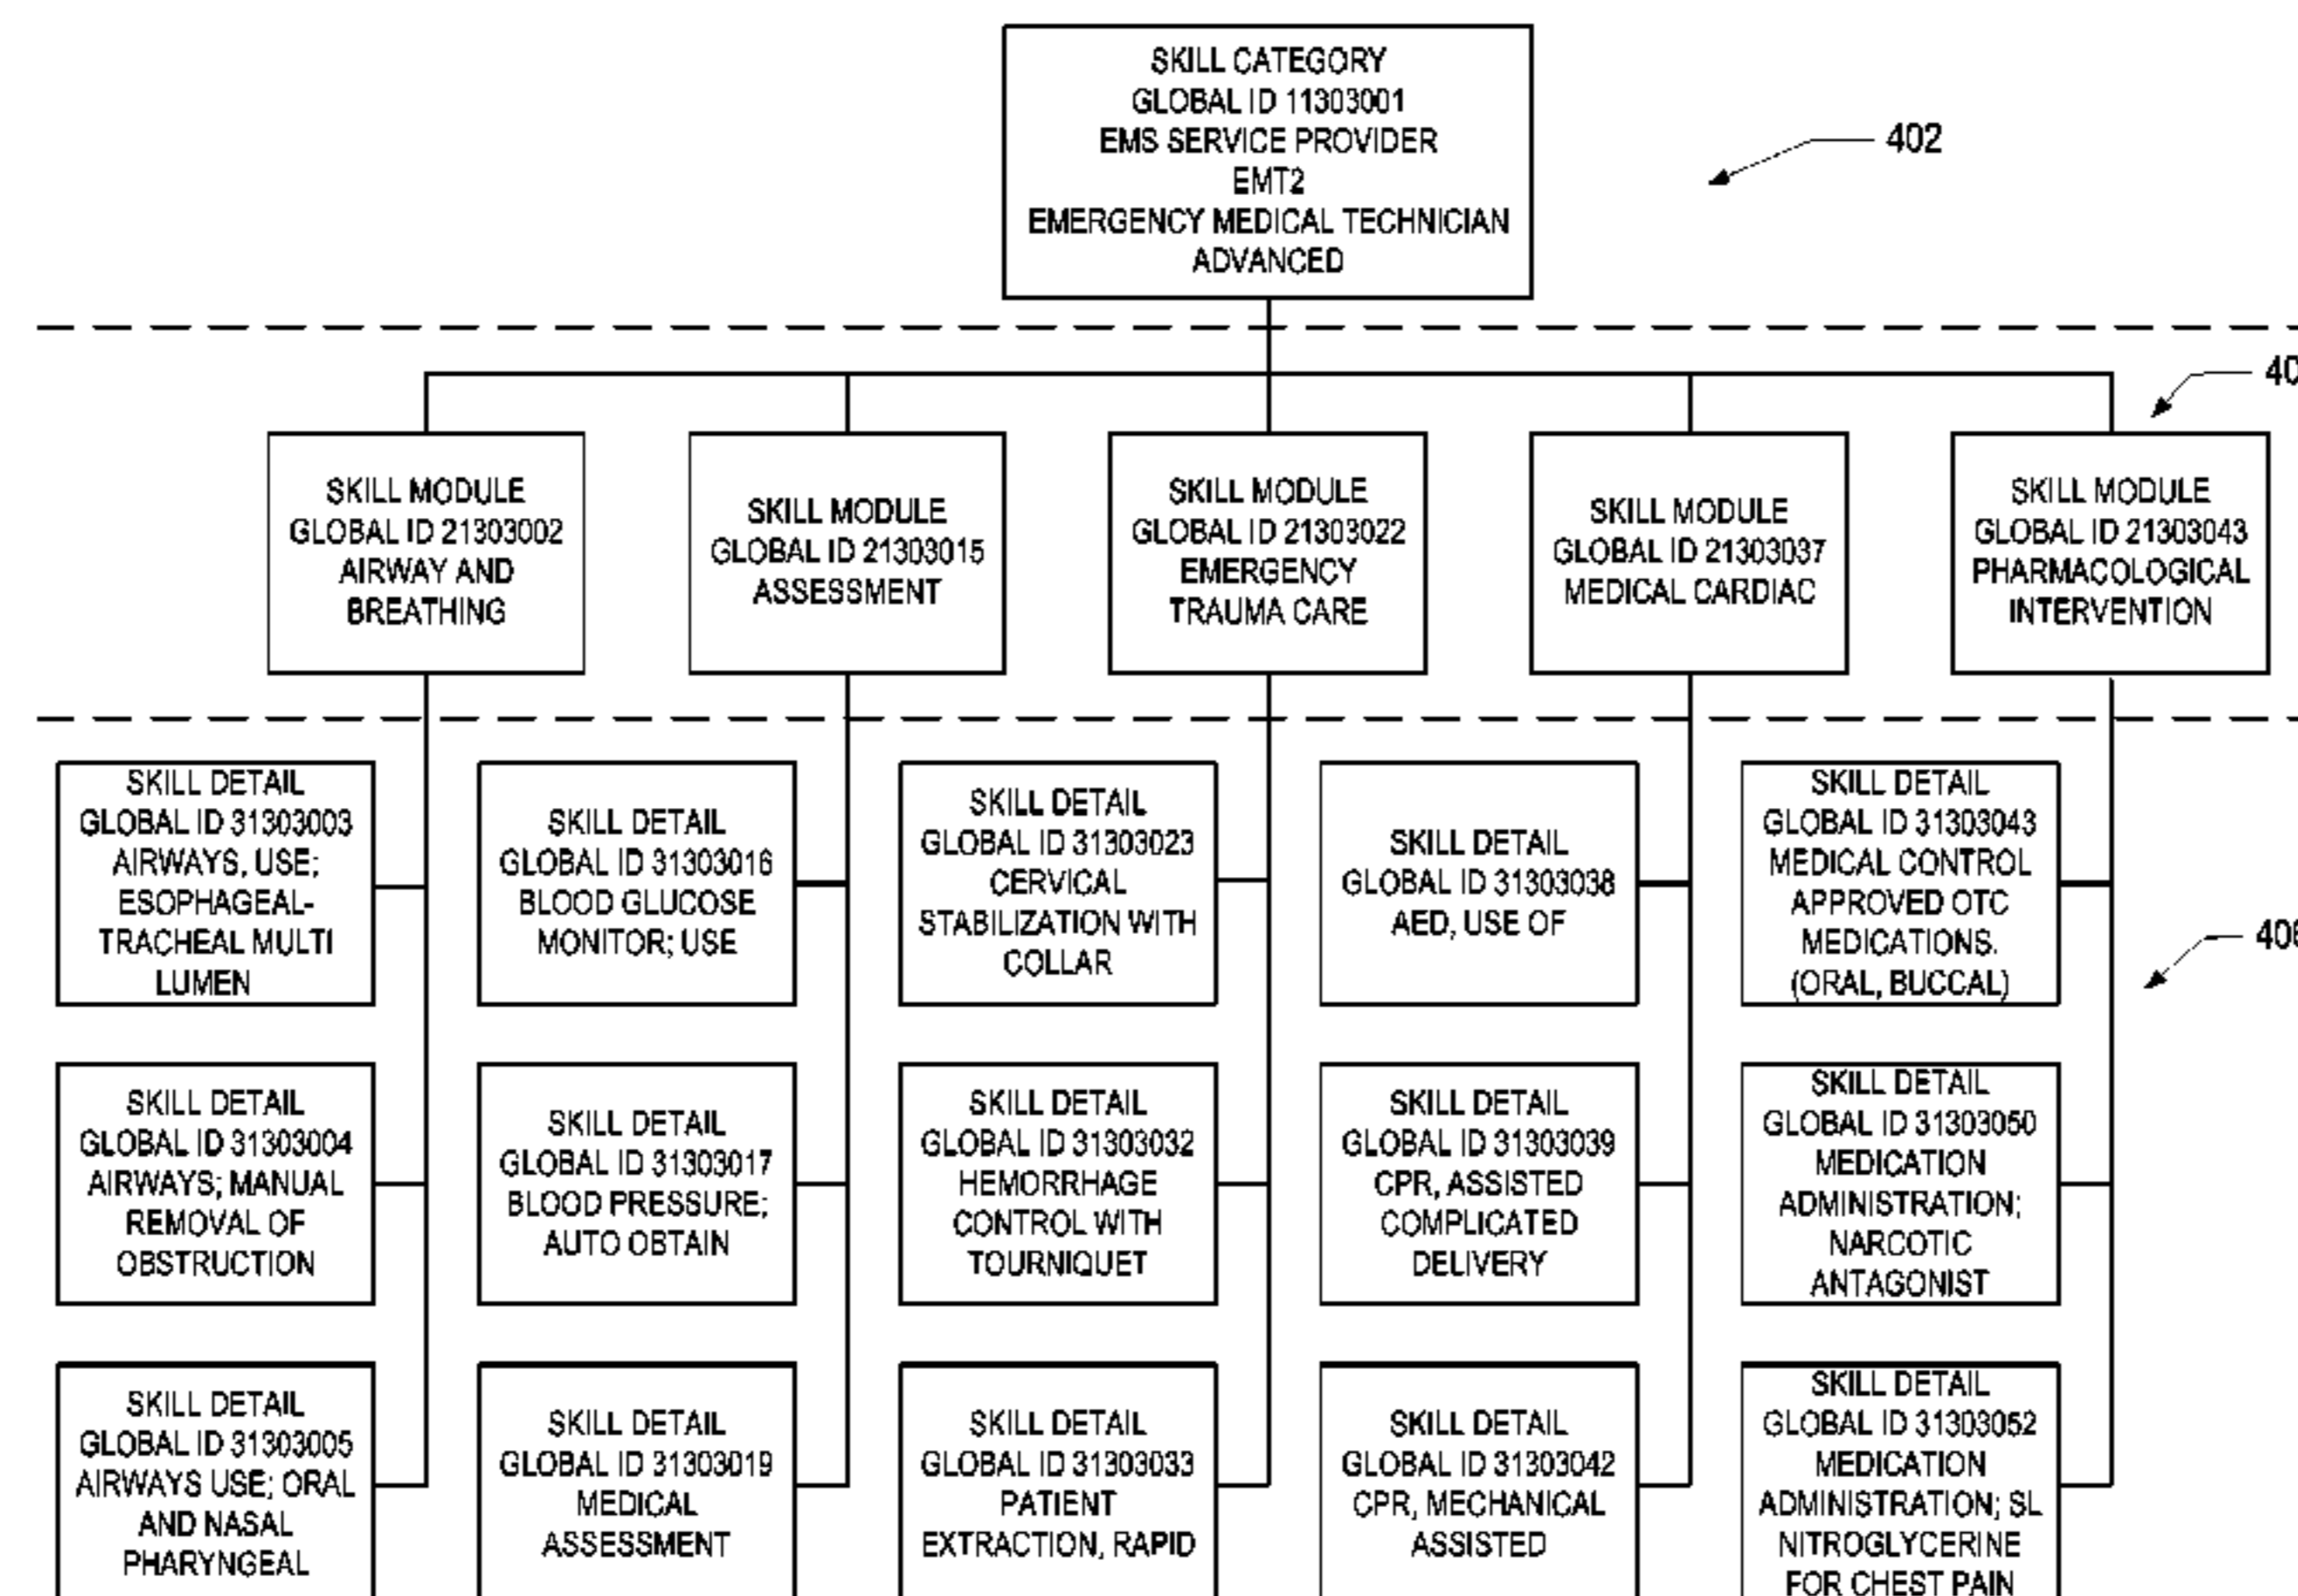 SKILL CATEGORY
GLOBAL ID 11303001
EMS SERVICE PROVIDER
EMT2
EMERGENCY MEDICAL TECHNICIAN
ADVANCED
402
SKILL MODULE
GLOBAL ID 21303002
AIRWAY AND
BREATHING
SKILL MODULE
GLOBAL ID 21303015
ASSESSMENT
SKILL MODULE
GLOBAL ID 21303022
EMERGENCY
TRAUMA CARE
SKILL MODULE
GLOBAL ID 21303037
MEDICAL CARDIAC
SKILL MODULE
GLOBAL ID 21303043
PHARMACOLOGICAL
INTERVENTION
SKILL DETAIL
GLOBAL ID 31303003
AIRWAYS, USE;
ESOPHAGEAL-
TRACHEAL MULTI
LUMEN
SKILL DETAIL
GLOBAL ID 31303016
BLOOD GLUCOSE
MONITOR; USE
SKILL DETAIL
GLOBAL ID 31303023
CERVICAL
STABILIZATION WITH
COLLAR
SKILL DETAIL
GLOBAL ID 31303038
AED, USE OF
SKILL DETAIL
GLOBAL ID 31303043
MEDICAL CONTROL
APPROVED OTC
MEDICATIONS.
(ORAL, BUCCAL)
406
SKILL DETAIL
GLOBAL ID 31303004
AIRWAYS; MANUAL
REMOVAL OF
OBSTRUCTION
SKILL DETAIL
GLOBAL ID 31303017
BLOOD PRESSURE;
AUTO OBTAIN
SKILL DETAIL
GLOBAL ID 31303032
HEMORRHAGE
CONTROL WITH
TOURNIQUET
SKILL DETAIL
GLOBAL ID 31303039
CPR, ASSISTED
COMPLICATED
DELIVERY
SKILL DETAIL
GLOBAL ID 31303050
MEDICATION
ADMINISTRATION;
NARCOTIC
ANTAGONIST
SKILL DETAIL
GLOBAL ID 31303005
AIRWAYS USE; ORAL
AND NASAL
PHARYNGEAL
SKILL DETAIL
GLOBAL ID 31303019
MEDICAL
ASSESSMENT
SKILL DETAIL
GLOBAL ID 31303033
PATIENT
EXTRACTION, RAPID
SKILL DETAIL
GLOBAL ID 31303042
CPR, MECHANICAL
ASSISTED
SKILL DETAIL
GLOBAL ID 31303052
MEDICATION
ADMINISTRATION; SL
NITROGLYCERINE
FOR CHEST PAIN